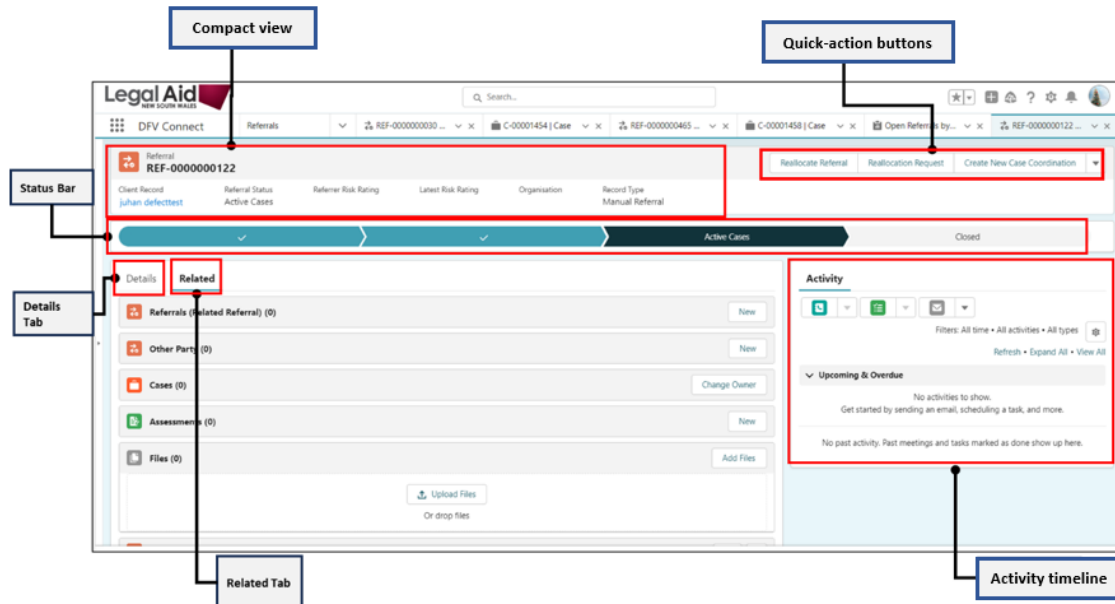 Compact view
Quick-action buttons
Legal Aid
NEW SOUTH WALES
Search...
DFV Connect
Referrals
REF-0000000030 ...
C-00001454 | Case
REF-0000000465 ...
C-00001458 | Case
Open Referrals by...
REF-0000000122 ...
Referral
REF-0000000122
Reallocate Referral
Reallocation Request
Create New Case Coordination
Status Bar
Client Record
Referral Status
Referrer Risk Rating
Latest Risk Rating
Organisation
Record Type
juhan defecttest
Active Cases
Manual Referral
Active Cases
Closed
Details
Related
Activity
Details
Tab
Referrals (Related Referral) (0)
New
Filters: All time • All activities • All types
Other Party (0)
New
Refresh • Expand All • View All
Cases (0)
Change Owner
Upcoming & Overdue
No activities to show.
Get started by sending an email, scheduling a task, and more.
Assessments (0)
New
No past activity. Past meetings and tasks marked as done show up here.
Files (0)
Add Files
Upload Files
Or drop files
Related Tab
Activity timeline